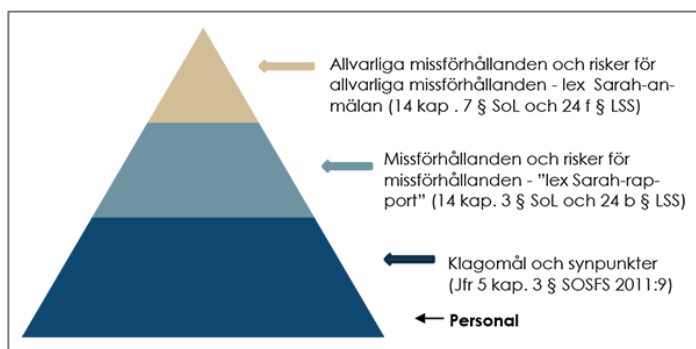 Allvarliga missförhållanden och risker för
allvarliga missförhållanden - lex Sarah-an-
mälan (14 kap . 7 § SoL och 24 f § LSS)
Missförhållanden och risker för
missförhållanden - ”lex Sarah-rap-
port” (14 kap. 3 § SoL och 24 b § LSS)
Klagomål och synpunkter
(Jfr 5 kap. 3 § SOSFS 2011:9)
Personal